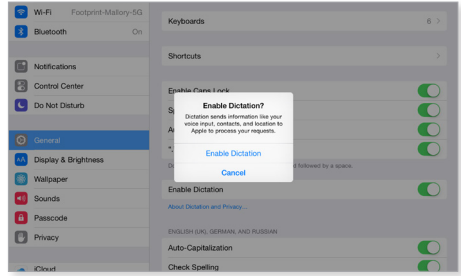 Wi-Fi Footprint-Mallory-5G
Bluetooth On
Notifications
Control Center
Do Not Disturb
General
Display & Brightness
Wallpaper
Sounds
Passcode
Privacy
iCloud
Keyboards 6
Shortcuts
Enable Caps Lock
Enable Dictation?
Dictation sends information like your
voice input, contacts, and location to
Apple to process your requests.
Enable Dictation
Cancel
followed by a space.
Enable Dictation
About Dictation and Privacy...
ENGLISH (UK), GERMAN, AND RUSSIAN
Auto-Capitalization
Check Spelling